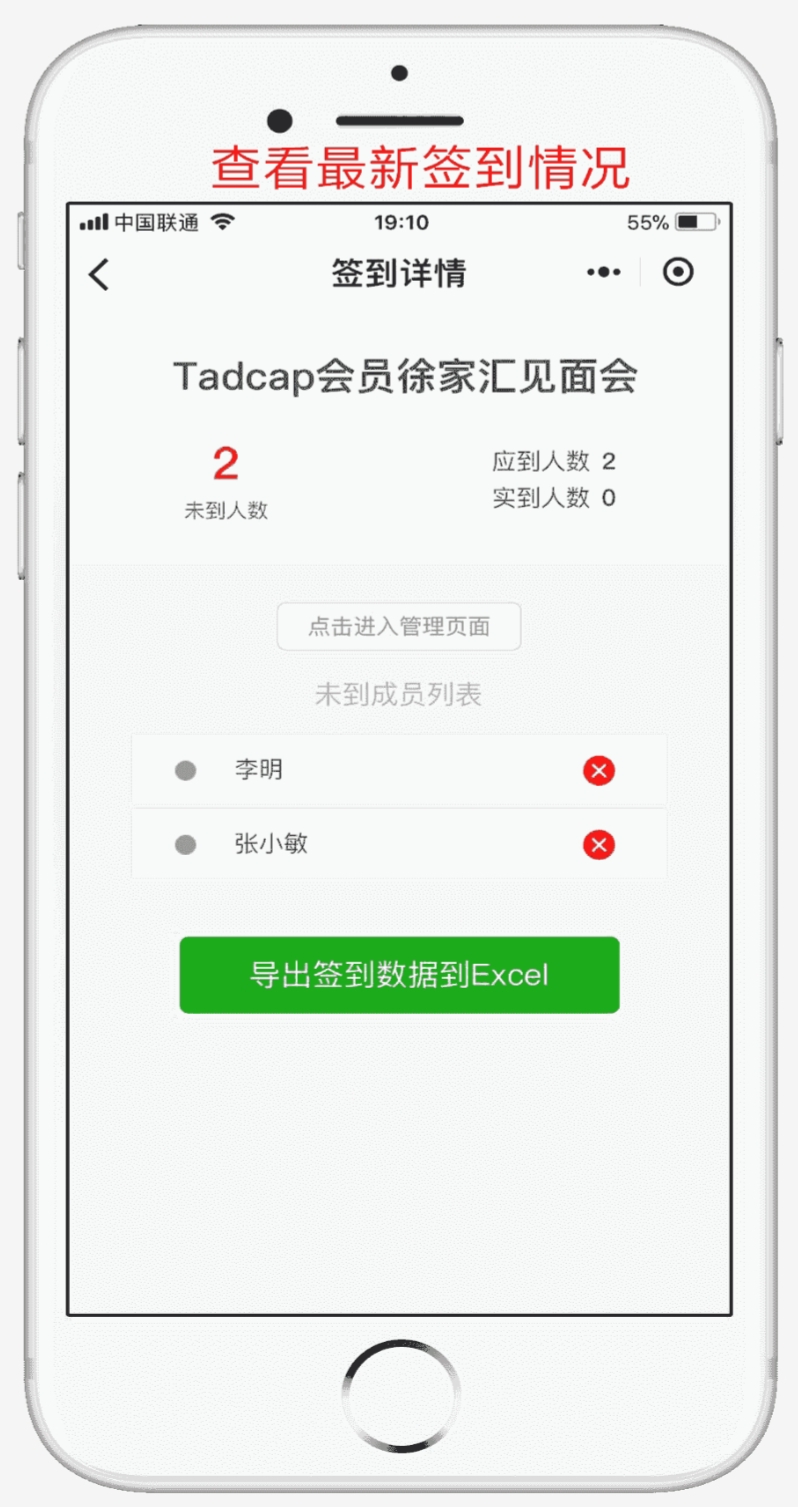 查看最新签到情况
中国联通 19:10 55%
签到详情
Tadcap会员徐家汇见面会
2
未到人数
应到人数 2
实到人数 0
点击进入管理页面
未到成员列表
李明
张小敏
导出签到数据到Excel